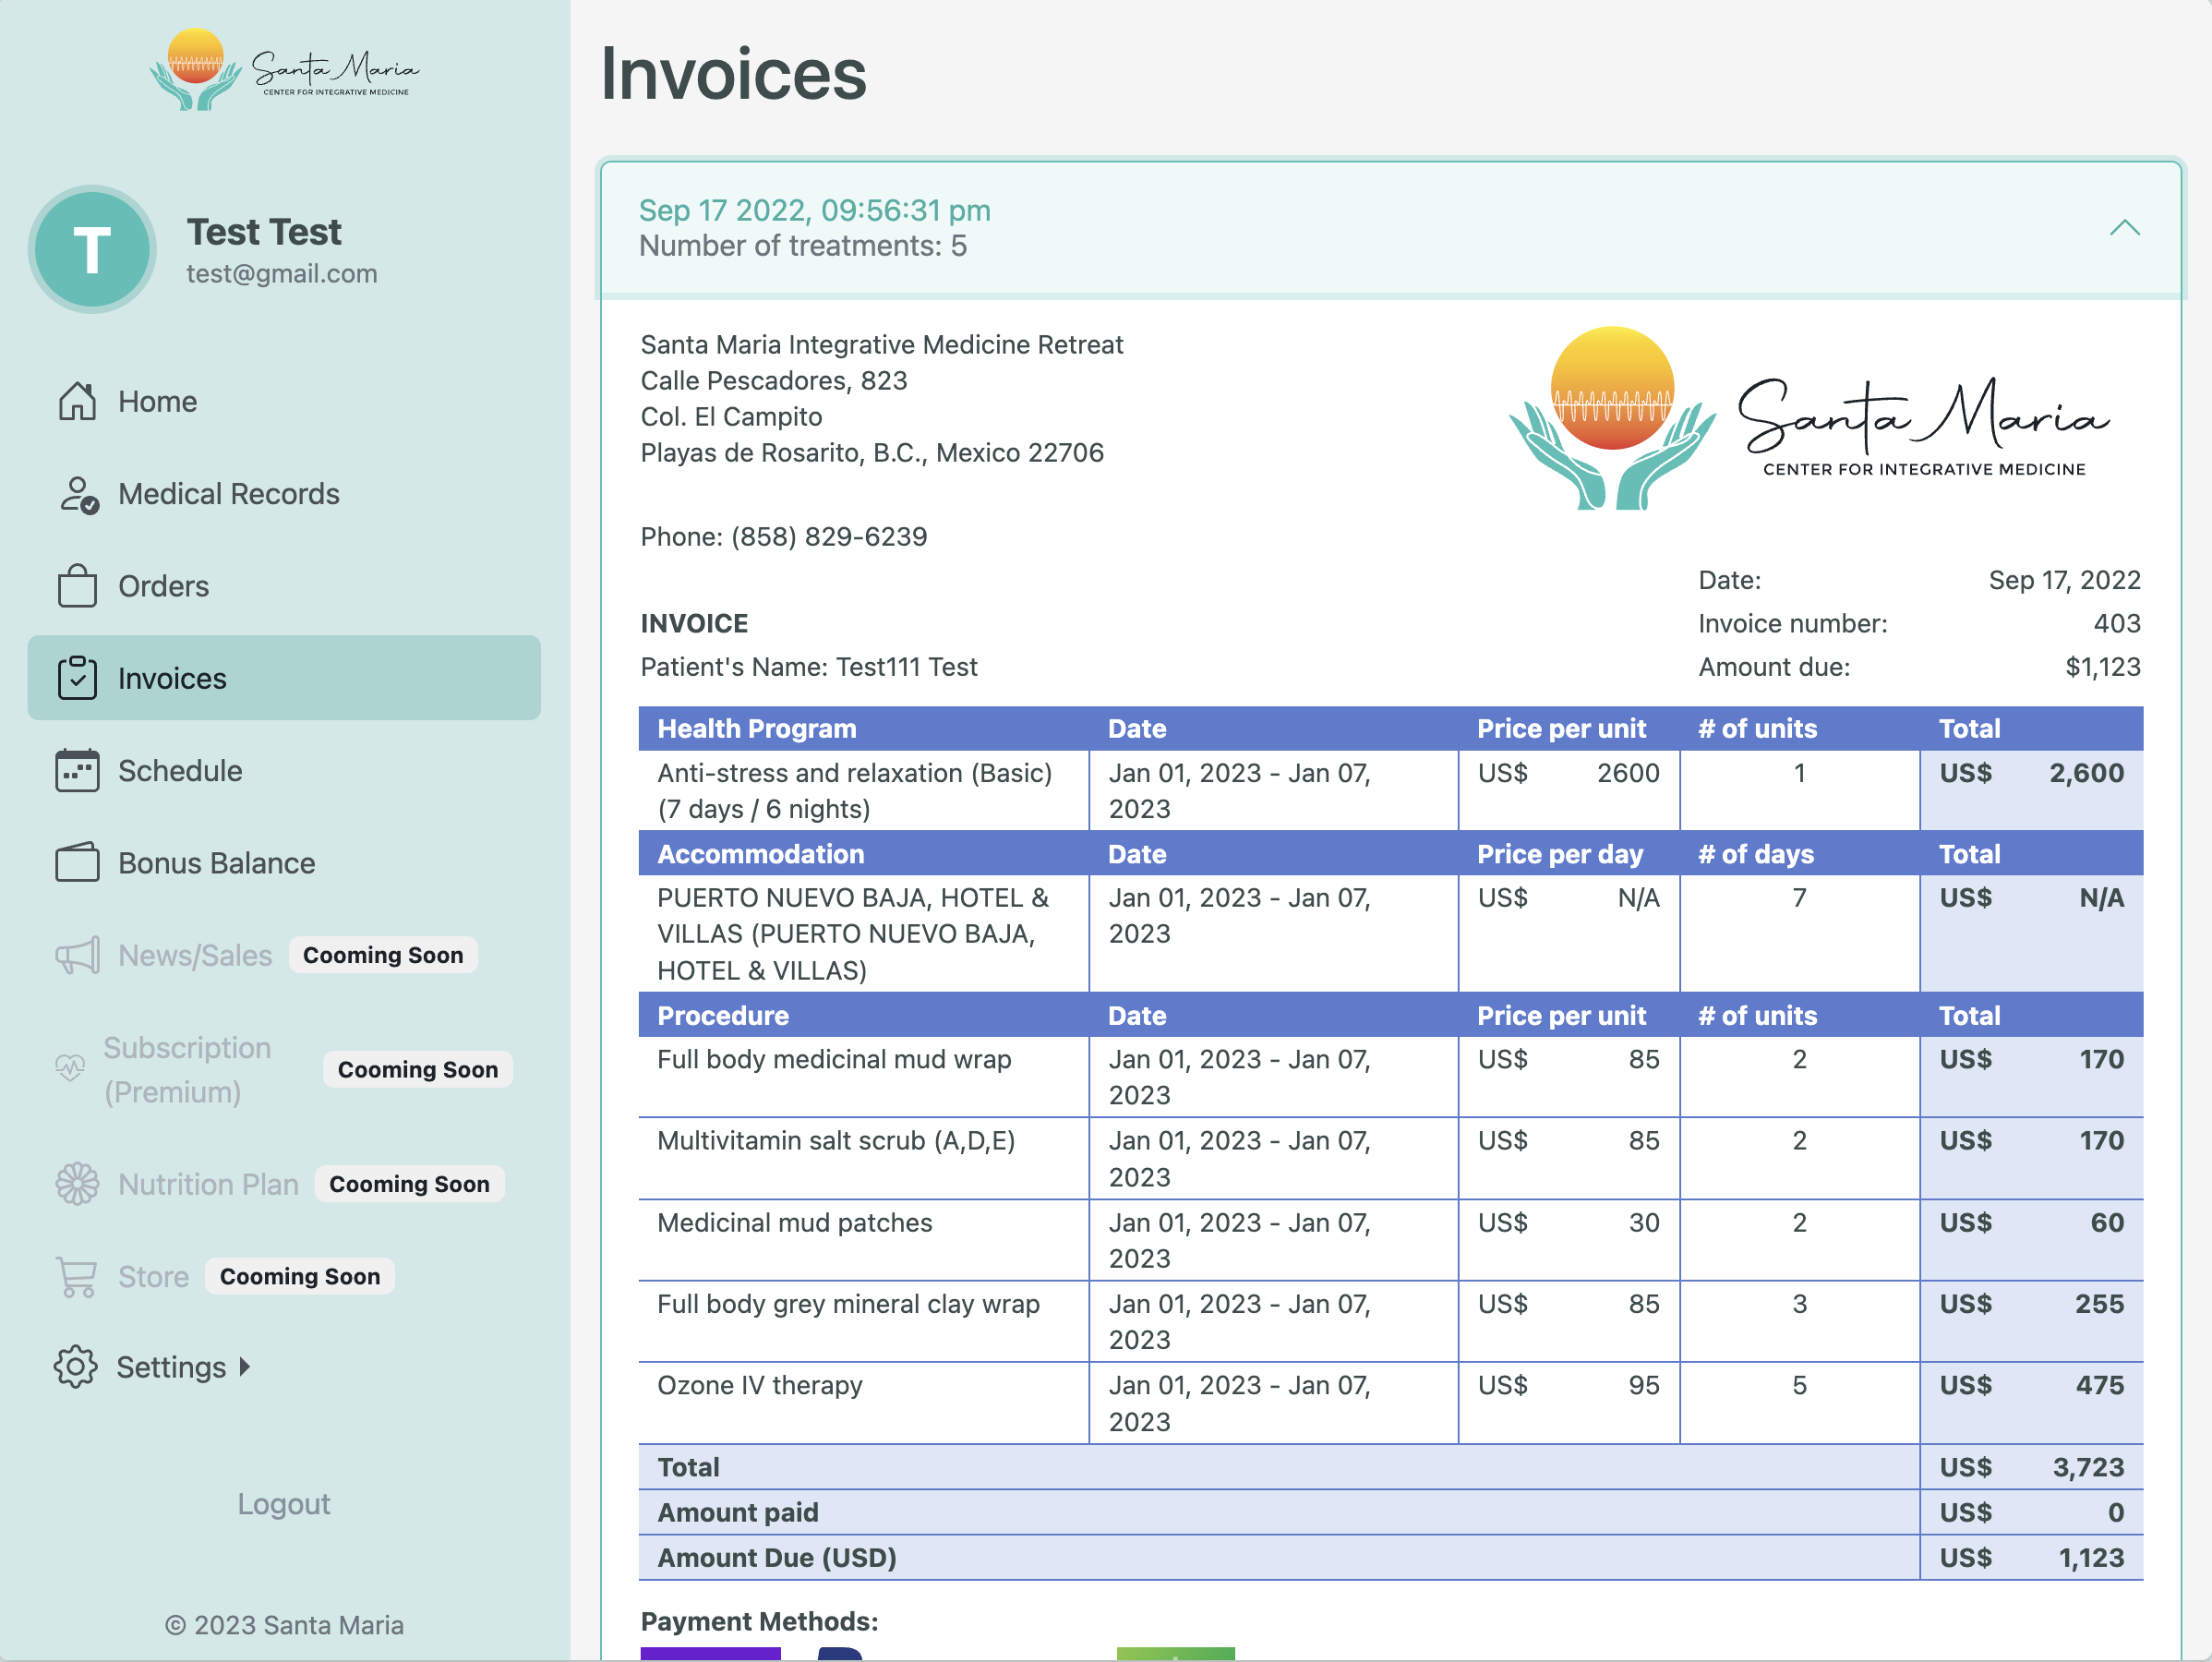 Santa Maria
CENTER FOR INTEGRATIVE MEDICINE
T
Test Test
test@gmail.com
Home
Medical Records
Orders
Invoices
Schedule
Bonus Balance
News/Sales Cooming Soon
Subscription
(Premium)
Cooming Soon
Nutrition Plan Cooming Soon
Store Cooming Soon
Settings
Logout
© 2023 Santa Maria
Invoices
Sep 17 2022, 09:56:31 pm
Number of treatments: 5
Santa Maria Integrative Medicine Retreat
Calle Pescadores, 823
Col. El Campito
Playas de Rosarito, B.C., Mexico 22706
Phone: (858) 829-6239
Santa Maria
CENTER FOR INTEGRATIVE MEDICINE
Date: Sep 17, 2022
Invoice number: 403
Amount due: $1,123
INVOICE
Patient's Name: Test111 Test
Health Program Date Price per unit # of units Total
Anti-stress and relaxation (Basic) Jan 01, 2023 - Jan 07, US$ 2600 1 US$ 2,600
(7 days / 6 nights) 2023
Accommodation Date Price per day # of days Total
PUERTO NUEVO BAJA, HOTEL & Jan 01, 2023 - Jan 07, US$ N/A 7 US$ N/A
VILLAS (PUERTO NUEVO BAJA, 2023
HOTEL & VILLAS)
Procedure Date Price per unit # of units Total
Full body medicinal mud wrap Jan 01, 2023 - Jan 07, US$ 85 2 US$ 170
2023
Multivitamin salt scrub (A,D,E) Jan 01, 2023 - Jan 07, US$ 85 2 US$ 170
2023
Medicinal mud patches Jan 01, 2023 - Jan 07, US$ 30 2 US$ 60
2023
Full body grey mineral clay wrap Jan 01, 2023 - Jan 07, US$ 85 3 US$ 255
2023
Ozone IV therapy Jan 01, 2023 - Jan 07, US$ 95 5 US$ 475
2023
Total US$ 3,723
Amount paid US$ 0
Amount Due (USD) US$ 1,123
Payment Methods: